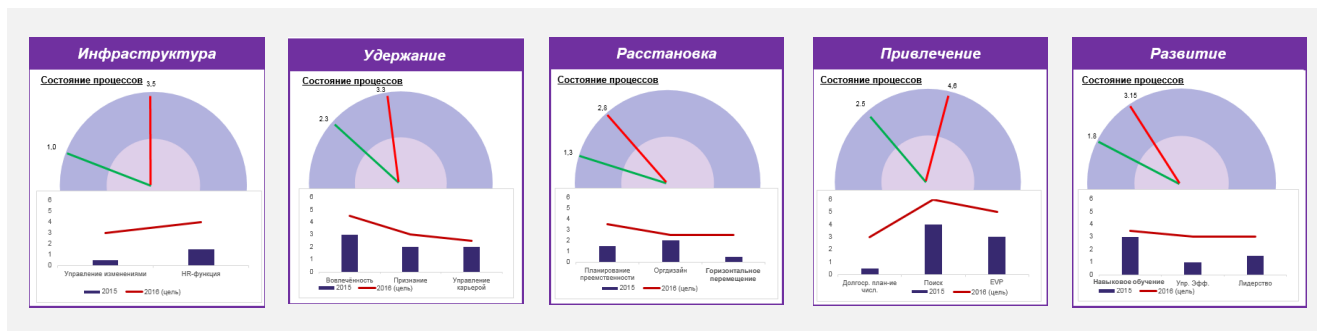 Инфраструктура
Состояние процессов
3,5
1,0
6
5
4
3
2
1
0
Управление изменениями
HR-функция
2015
2016 (цель)
Удержание
Состояние процессов
3.3
2.3
6
5
4
3
2
1
0
Вовлечённость
Признание
Управление
карьерой
2015
2016 (цель)
Расстановка
Состояние процессов
2,8
1,3
6
5
4
3
2
1
0
Планирование
преемственности
Оргдизайн
Горизонтальное
перемещение
2015
2016 (цель)
Привлечение
Состояние процессов
4,6
2.5
6
5
4
3
2
1
0
Долгоср. план-ие
числ.
Поиск
EVP
2015
2016 (цель)
Развитие
Состояние процессов
3.15
1,8
6
5
4
3
2
1
0
Навыковое обучение
Упр. Эфф.
Лидерство
2015
2016 (цель)